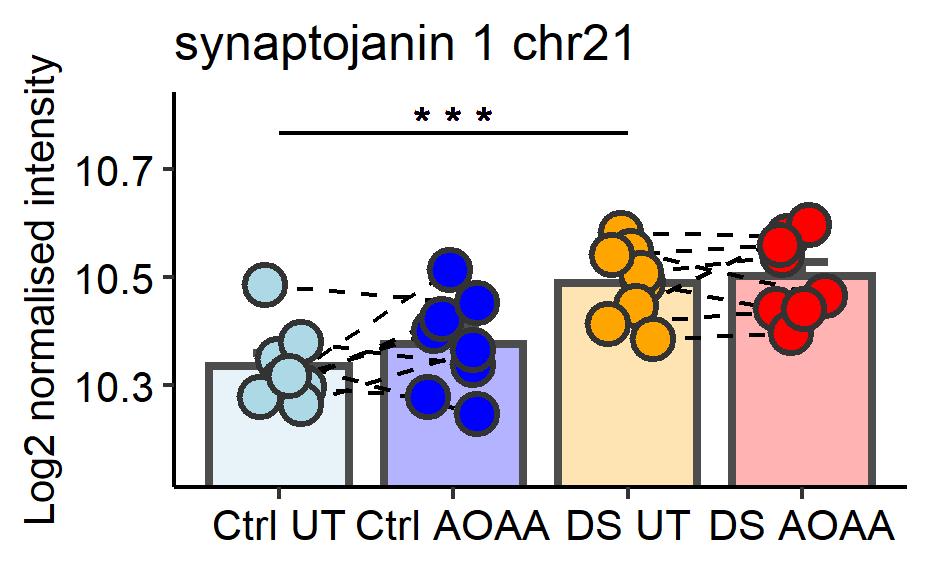 synaptojanin 1 chr21
* * *
Log2 normalised intensity
10.7
10.5
10.3
Ctrl UT Ctrl AOAA DS UT DS AOAA